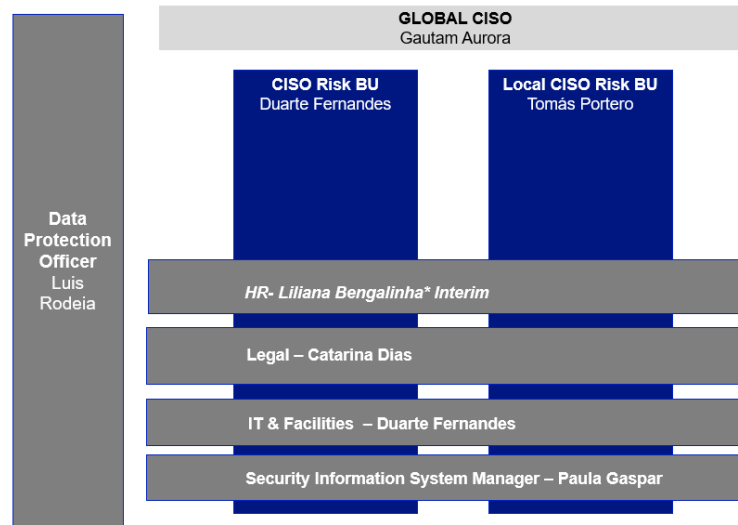 GLOBAL CISO
Gautam Aurora
CISO Risk BU
Duarte Fernandes
Local CISO Risk BU
Tomás Portero
Data
Protection
Officer
Luis
Rodeia
HR- Liliana Bengalinha* Interim
Legal – Catarina Dias
IT & Facilities – Duarte Fernandes
Security Information System Manager – Paula Gaspar